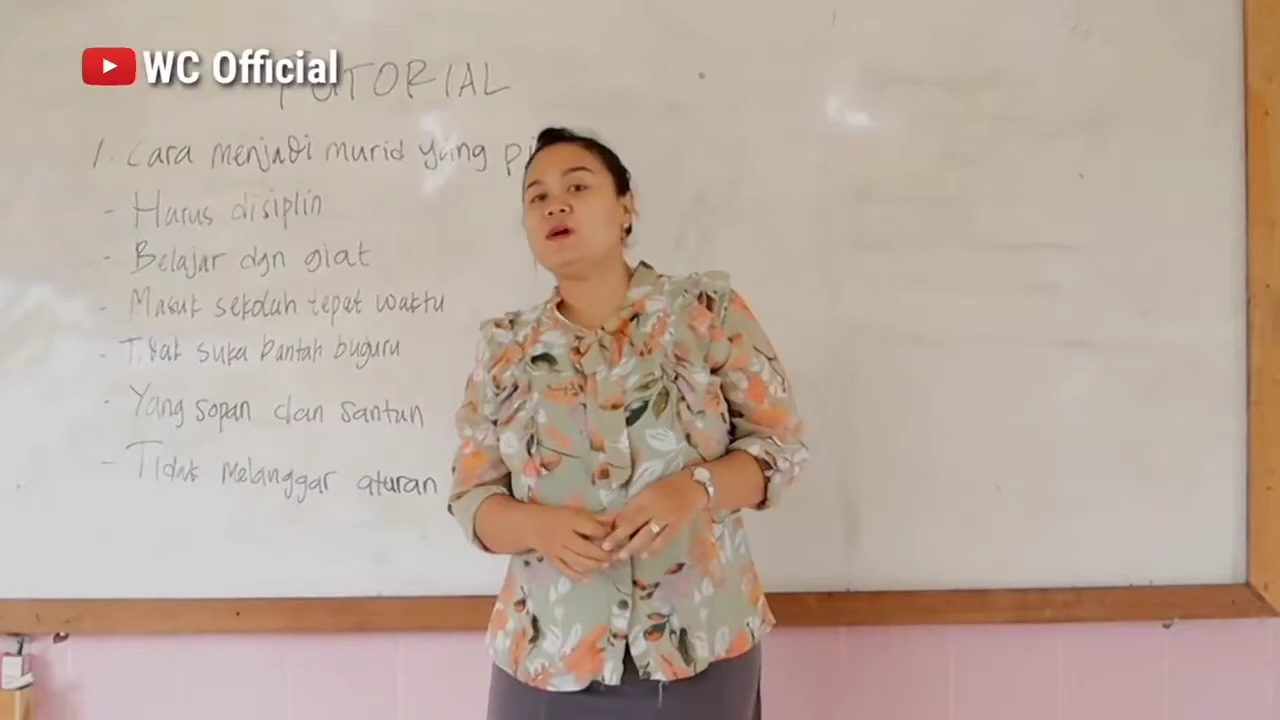 WC Official
TUTORIAL
1. Cara menjadi murid yang
- Harus disiplin
- Belajar dgn giat
- Masuk sekolah tepat waktu
- Tidak suka bantah buguru
- Yang sopan dan santun
- Tidak melanggar aturan